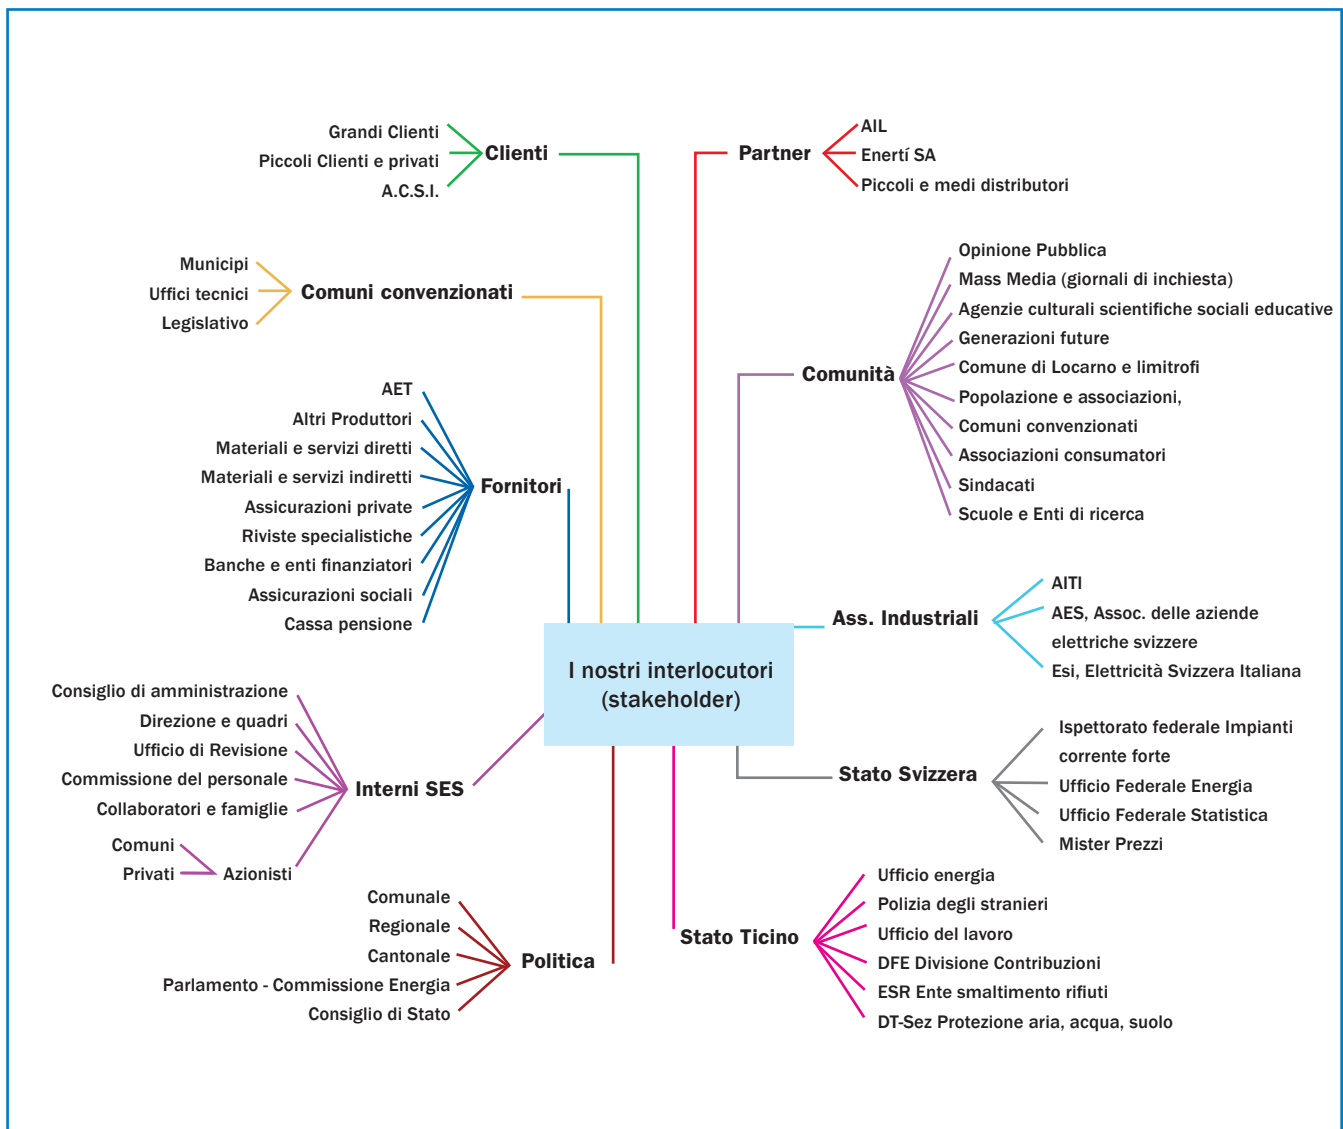 Grandi Clienti
Piccoli Clienti e privati
A.C.S.I.
Clienti
Partner
AIL
Enertí SA
Piccoli e medi distributori
Municipi
Uffici tecnici
Legislativo
Comuni convenzionati
Opinione Pubblica
Mass Media (giornali di inchiesta)
Agenzie culturali scientifiche sociali educative
Generazioni future
Comune di Locarno e limitrofi
Popolazione e associazioni,
Comuni convenzionati
Associazioni consumatori
Sindacati
Scuole e Enti di ricerca
Comunità
AET
Altri Produttori
Materiali e servizi diretti
Materiali e servizi indiretti
Assicurazioni private
Riviste specialistiche
Banche e enti finanziatori
Assicurazioni sociali
Cassa pensione
Fornitori
Ass. Industriali
AITI
AES, Assoc. delle aziende
elettriche svizzere
Esi, Elettricità Svizzera Italiana
I nostri interlocutori
(stakeholder)
Consiglio di amministrazione
Direzione e quadri
Ufficio di Revisione
Commissione del personale
Collaboratori e famiglie
Comuni
Privati
Azionisti
Interni SES
Stato Svizzera
Ispettorato federale Impianti
corrente forte
Ufficio Federale Energia
Ufficio Federale Statistica
Mister Prezzi
Comunale
Regionale
Cantonale
Parlamento - Commissione Energia
Consiglio di Stato
Politica
Stato Ticino
Ufficio energia
Polizia degli stranieri
Ufficio del lavoro
DFE Divisione Contribuzioni
ESR Ente smaltimento rifiuti
DT-Sez Protezione aria, acqua, suolo